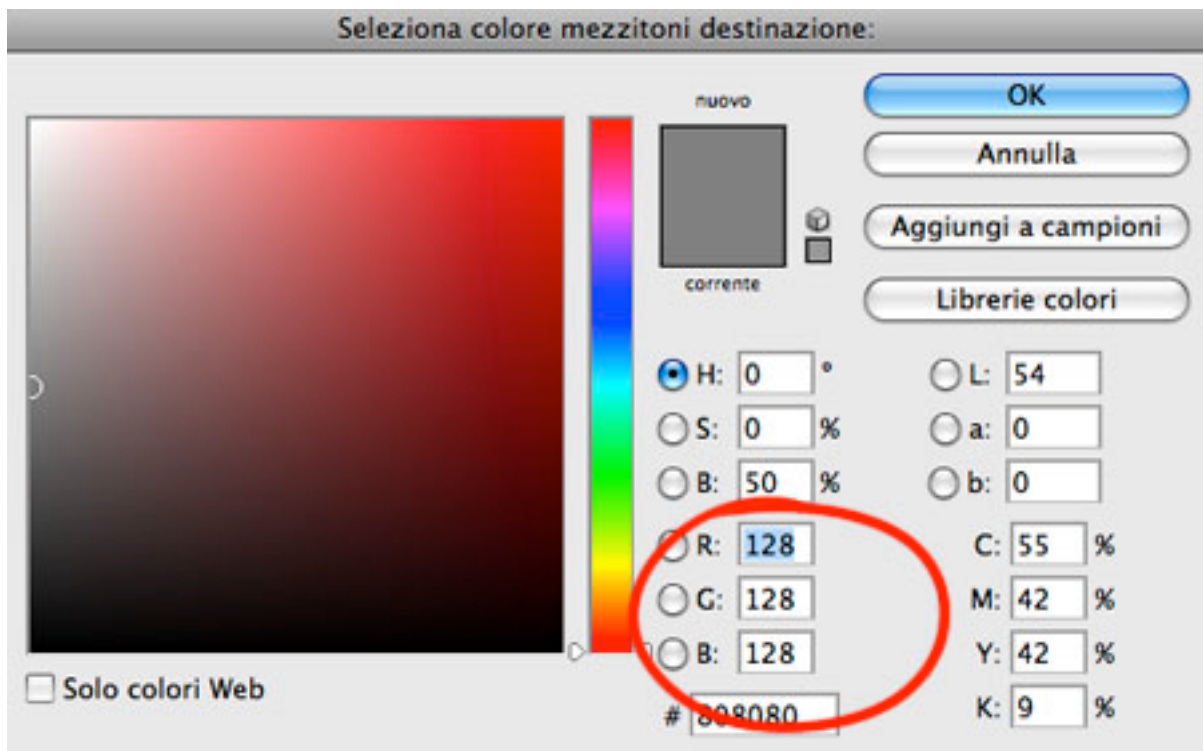 Seleziona colore mezzitoni destinazione:
nuovo
corrente
OK
Annulla
Aggiungi a campioni
Librerie colori
H: 0 °
S: 0 %
B: 50 %
R: 128
G: 128
B: 128
# 808080
L: 54
a: 0
b: 0
C: 55 %
M: 42 %
Y: 42 %
K: 9 %
Solo colori Web